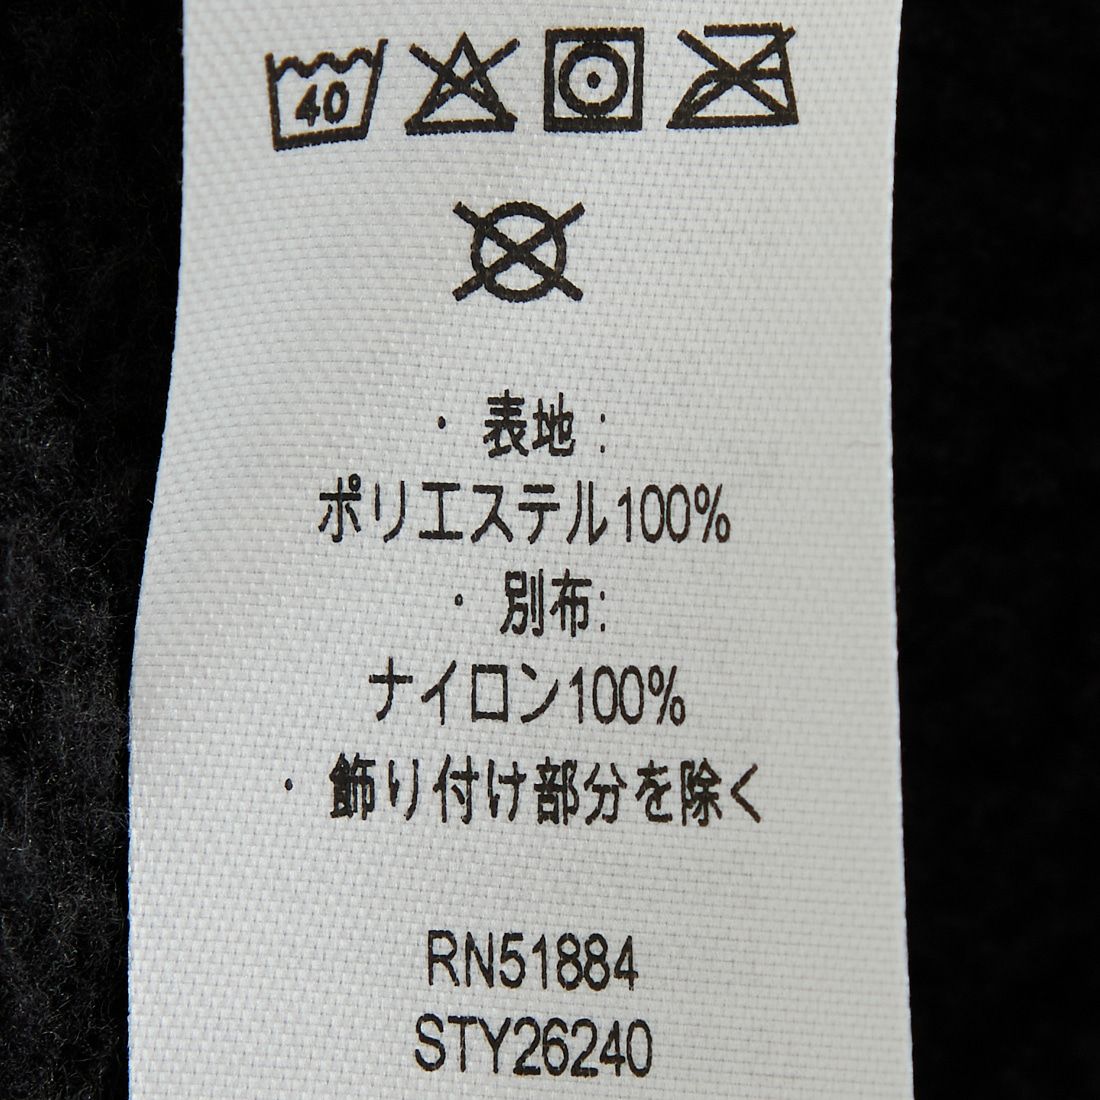 40
・表地:
ポリエステル100%
・別布:
ナイロン100%
・飾り付け部分を除く
RN51884
STY26240